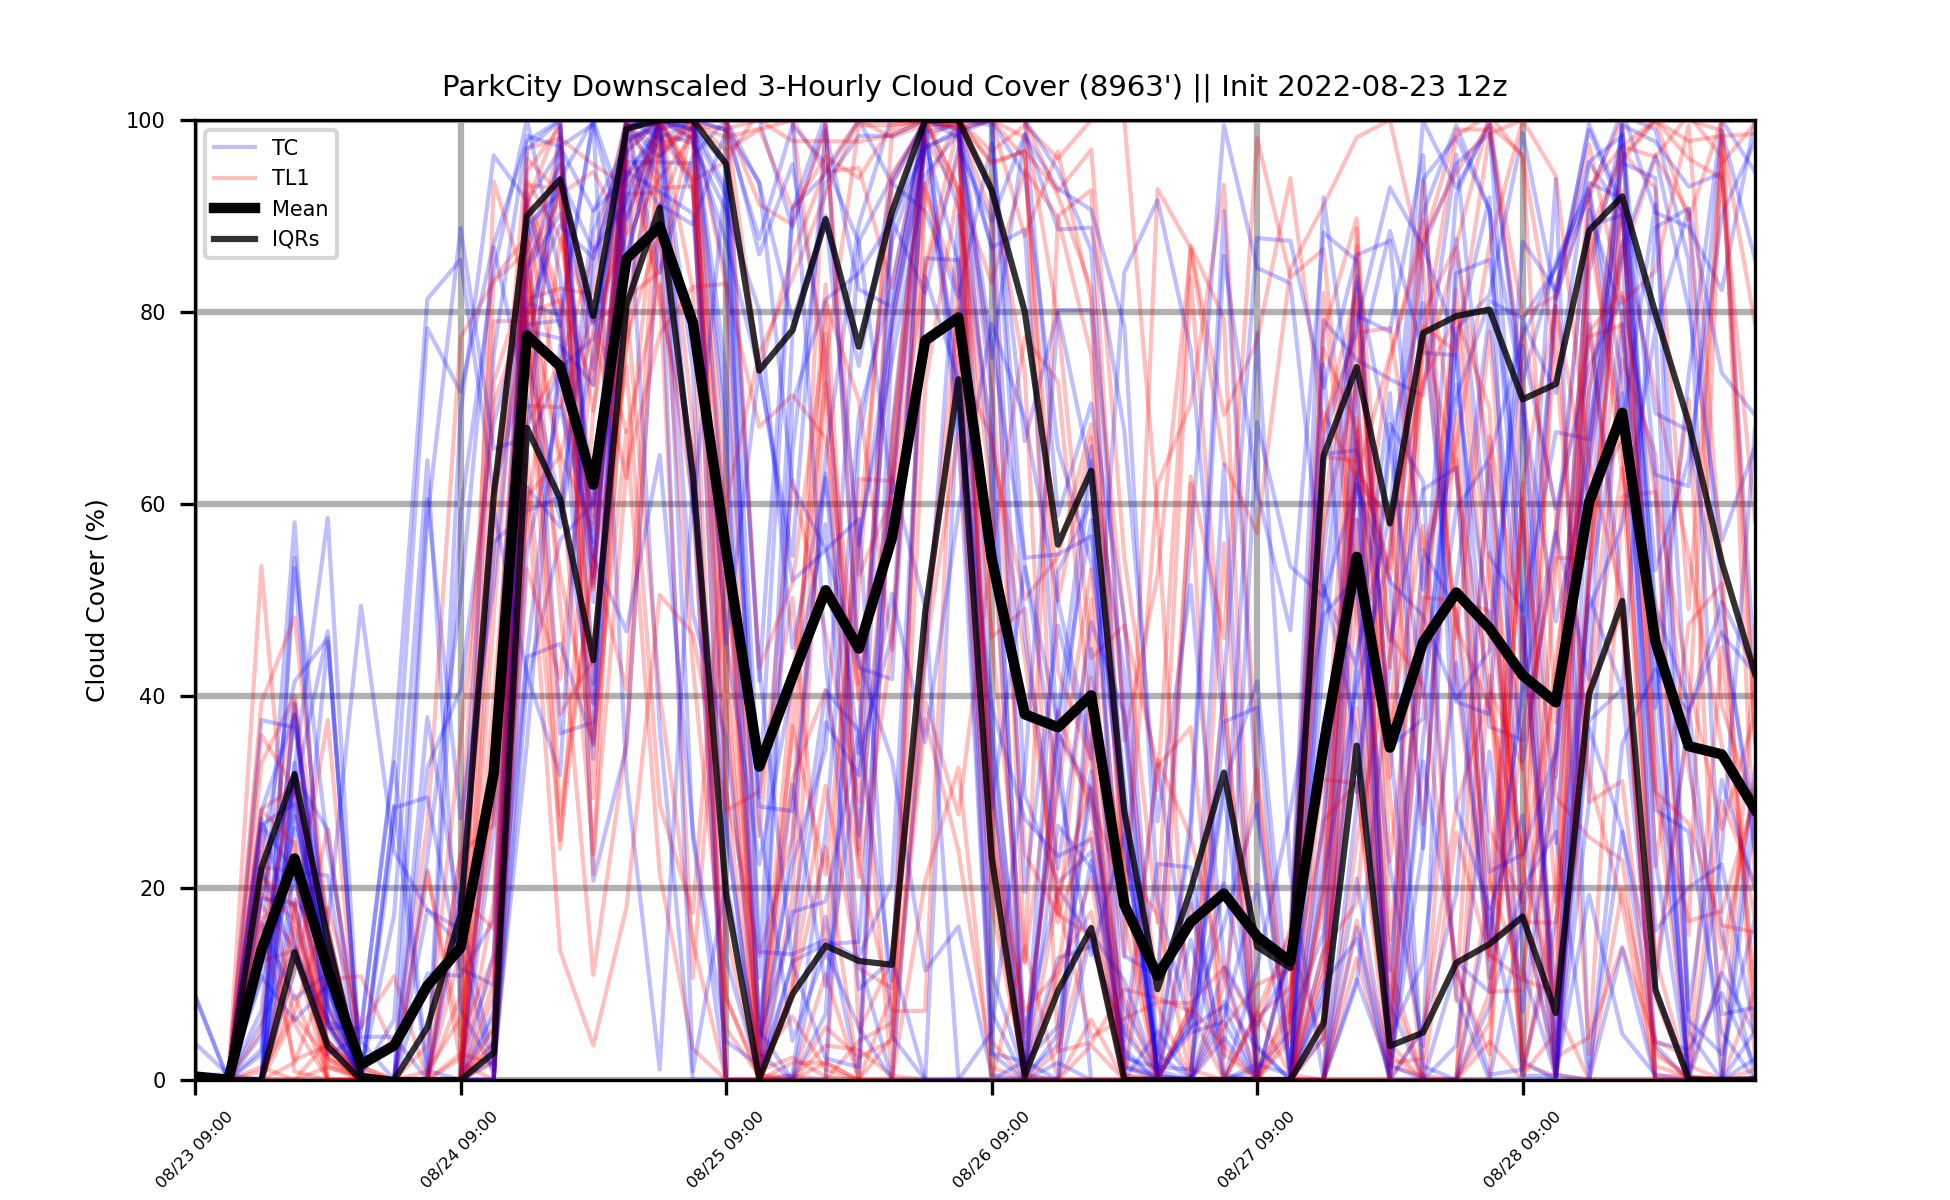 ParkCity Downscaled 3-Hourly Cloud Cover (8963') || Init 2022-08-23 12z
100
80
60
40
20
0
Cloud Cover (%)
TC
TL1
Mean
IQRs
08/23 09:00
08/24 09:00
08/25 09:00
08/26 09:00
08/27 09:00
08/28 09:00